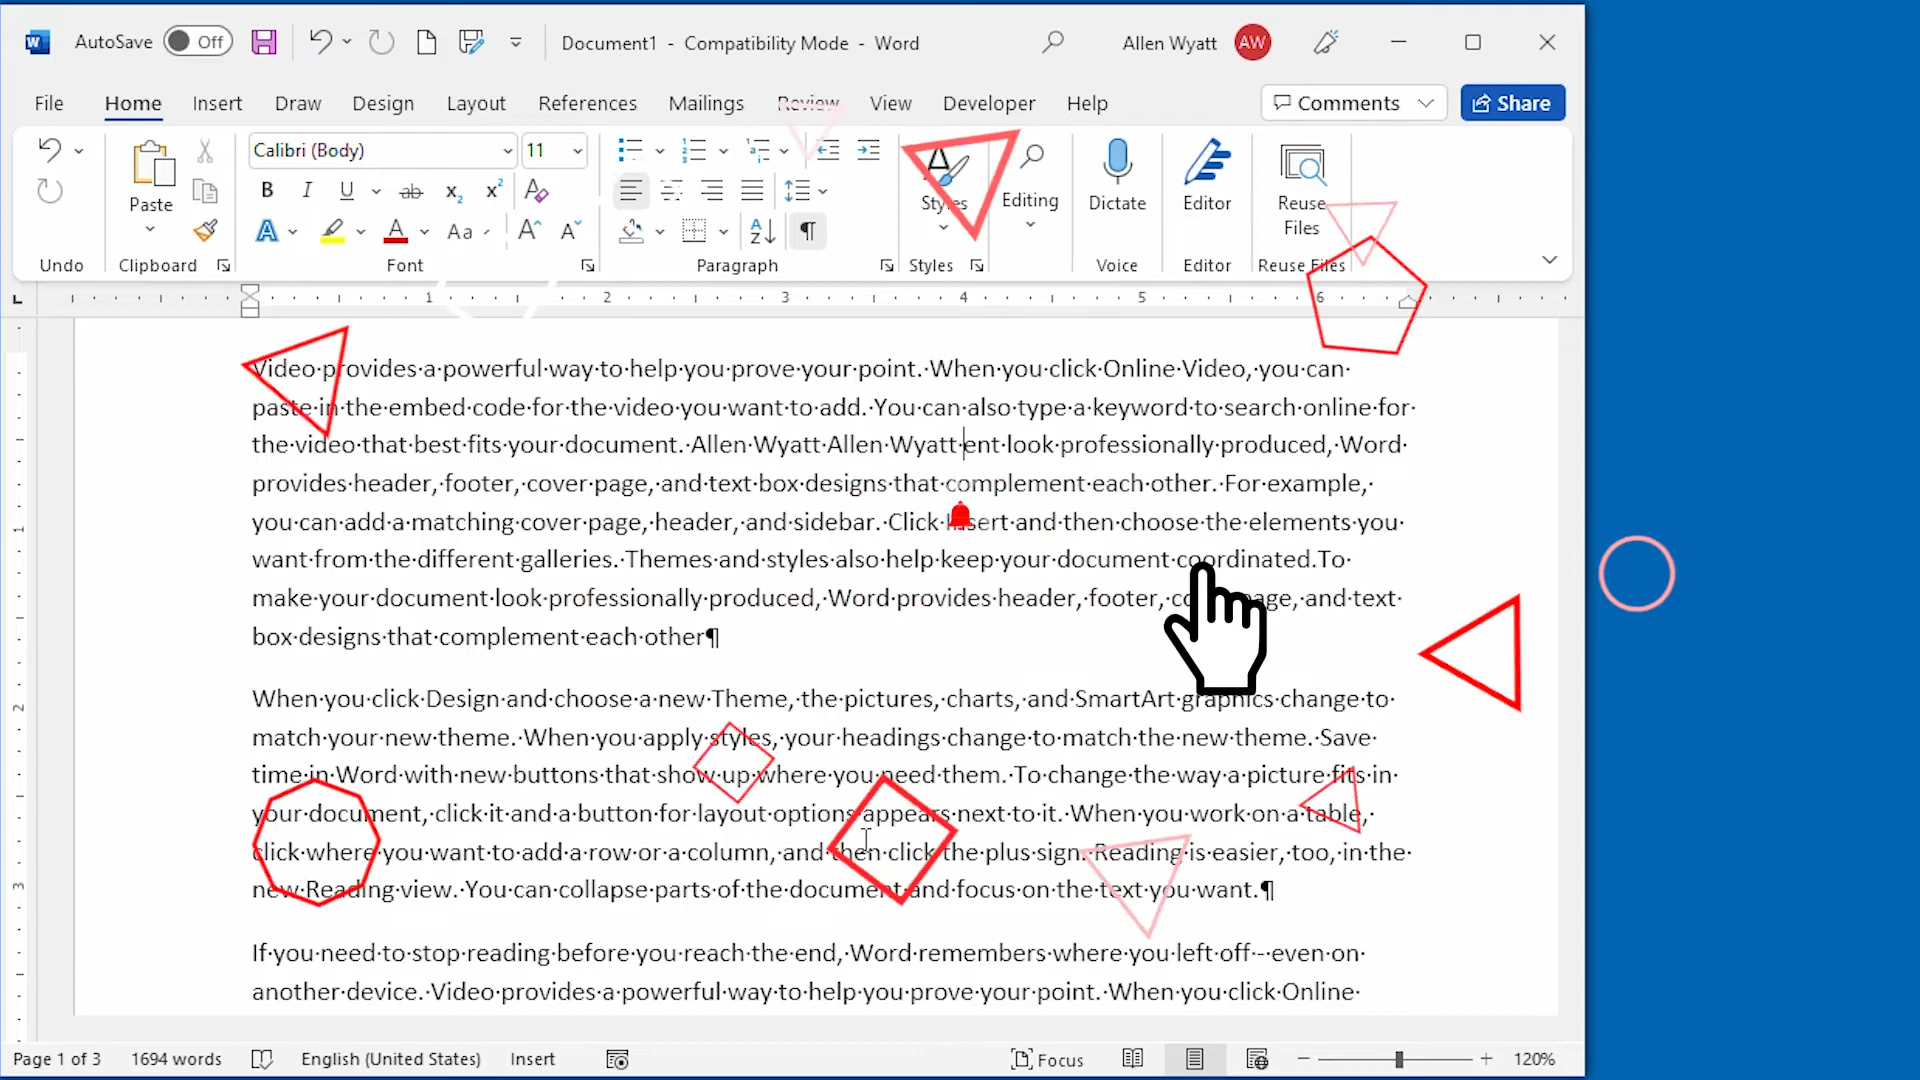 AutoSave Off Document1 - Compatibility Mode - Word Allen Wyatt AW
File Home Insert Draw Design Layout References Mailings Review View Developer Help Comments Share
Calibri (Body) 11
Paste Styles Editing Dictate Editor Reuse Files
Undo Clipboard Font Paragraph Styles Voice Editor Reuse Files
1 2 3 4 5 6
Video provides a powerful way to help you prove your point. When you click Online Video, you can
paste in the embed code for the video you want to add. You can also type a keyword to search online for
the video that best fits your document. Allen Wyatt Allen Wyatt ent look professionally produced, Word
provides header, footer, cover page, and text box designs that complement each other. For example,
you can add a matching cover page, header, and sidebar. Click Insert and then choose the elements you
want from the different galleries. Themes and styles also help keep your document coordinated.To
make your document look professionally produced, Word provides header, footer, cover page, and text
box designs that complement each other¶
When you click Design and choose a new Theme, the pictures, charts, and SmartArt graphics change to
match your new theme. When you apply styles, your headings change to match the new theme. Save
time in Word with new buttons that show up where you need them. To change the way a picture fits in
your document, click it and a button for layout options appears next to it. When you work on a table,
click where you want to add a row or a column, and then click the plus sign. Reading is easier, too, in the
new Reading view. You can collapse parts of the document and focus on the text you want.¶
If you need to stop reading before you reach the end, Word remembers where you left off - even on
another device. Video provides a powerful way to help you prove your point. When you click Online
Page 1 of 3 1694 words English (United States) Insert Focus 120%